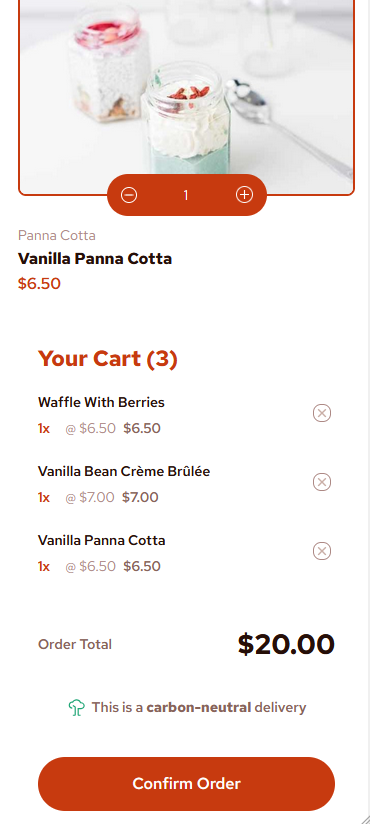 1
Panna Cotta
Vanilla Panna Cotta
$6.50
Your Cart (3)
Waffle With Berries
1x @ $6.50 $6.50
Vanilla Bean Crème Brûlée
1x @ $7.00 $7.00
Vanilla Panna Cotta
1x @ $6.50 $6.50
Order Total $20.00
This is a carbon-neutral delivery
Confirm Order